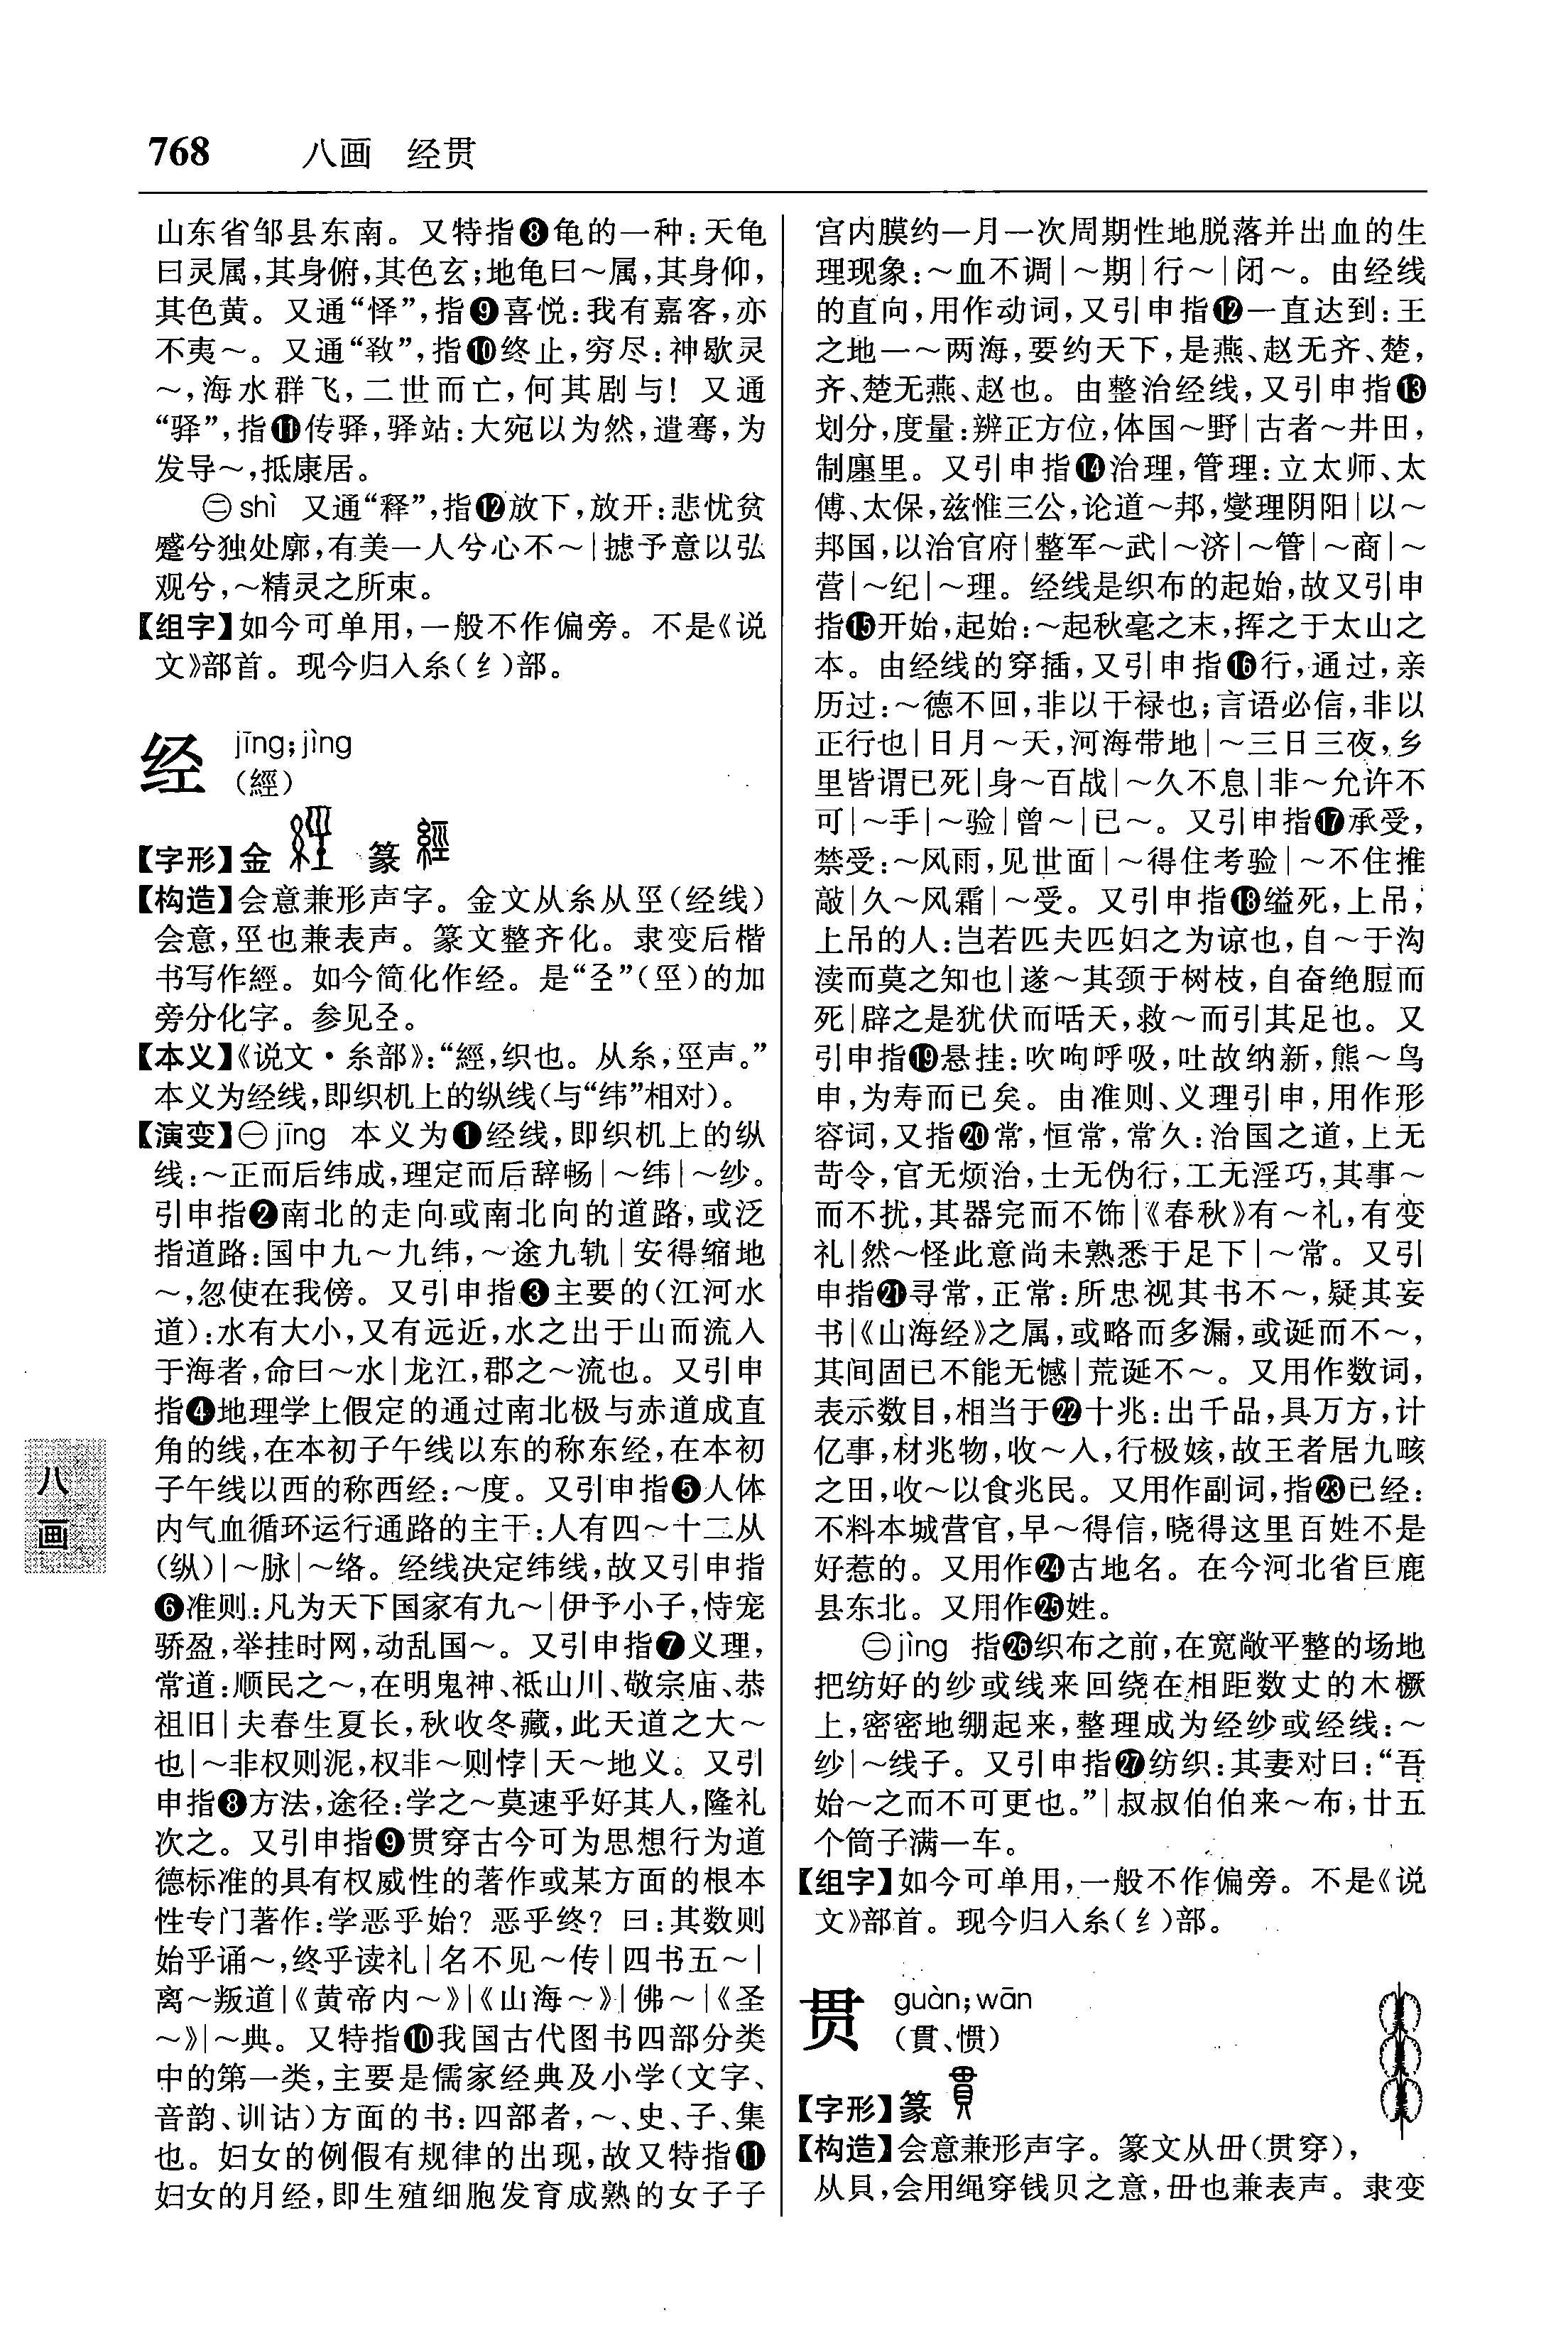 768 八画 经贯
山东省邹县东南。又特指❽龟的一种:天龟
曰灵属,其身俯,其色玄;地龟曰～属,其身仰,
其色黄。又通“怿”,指❾喜悦:我有嘉客,亦
不夷～。又通“斁”,指❿终止,穷尽:神歇灵
～,海水群飞,二世而亡,何其剧与! 又通
“驿”,指⓫传驿,驿站:大宛以为然,遣骞,为
发导～,抵康居。
㊁shì 又通“释”,指⓬放下,放开:悲忧贫
蹙兮独处廓,有美一人兮心不～|摅予意以弘
观兮,～精灵之所束。
【组字】如今可单用,一般不作偏旁。不是《说
文》部首。现今归入糸(纟)部。
经 jīng;jìng
(經)
【字形】金 篆
【构造】会意兼形声字。金文从糸从巠(经线)
会意,巠也兼表声。篆文整齐化。隶变后楷
书写作經。如今简化作经。是“圣”(巠)的加
旁分化字。参见圣。
【本义】《说文·糸部》:“經,织也。从糸,巠声。”
本义为经线,即织机上的纵线(与“纬”相对)。
【演变】㊀jīng 本义为❶经线,即织机上的纵
线:～正而后纬成,理定而后辞畅|～纬|～纱。
引申指❷南北的走向或南北向的道路,或泛
指道路:国中九～九纬,～途九轨|安得缩地
～,忽使在我傍。又引申指❸主要的(江河水
道):水有大小,又有远近,水之出于山而流入
于海者,命曰～水|龙江,郡之～流也。又引申
指❹地理学上假定的通过南北极与赤道成直
角的线,在本初子午线以东的称东经,在本初
子午线以西的称西经:～度。又引申指❺人体
内气血循环运行通路的主干:人有四～十二从
(纵)|～脉|～络。经线决定纬线,故又引申指
❻准则:凡为天下国家有九～|伊予小子,恃宠
骄盈,举挂时网,动乱国～。又引申指❼义理,
常道:顺民之～,在明鬼神、祗山川、敬宗庙、恭
祖旧|夫春生夏长,秋收冬藏,此天道之大～
也|～非权则泥,权非～则悖|天～地义。又引
申指❽方法,途径:学之～莫速乎好其人,隆礼
次之。又引申指❾贯穿古今可为思想行为道
德标准的具有权威性的著作或某方面的根本
性专门著作:学恶乎始? 恶乎终? 曰:其数则
始乎诵～,终乎读礼|名不见～传|四书五～|
离～叛道|《黄帝内～》|《山海～》|佛～|《圣
～》|～典。又特指❿我国古代图书四部分类
中的第一类,主要是儒家经典及小学(文字、
音韵、训诂)方面的书:四部者,～、史、子、集
也。妇女的例假有规律的出现,故又特指⓫
妇女的月经,即生殖细胞发育成熟的女子子
宫内膜约一月一次周期性地脱落并出血的生
理现象:～血不调|～期|行～|闭～。由经线
的直向,用作动词,又引申指⓬一直达到:王
之地一～两海,要约天下,是燕、赵无齐、楚,
齐、楚无燕、赵也。由整治经线,又引申指⓭
划分,度量:辨正方位,体国～野|古者～井田,
制廛里。又引申指⓮治理,管理:立太师、太
傅、太保,兹惟三公,论道～邦,燮理阴阳|以～
邦国,以治官府|整军～武|～济|～管|～商|～
营|～纪|～理。经线是织布的起始,故又引申
指⓯开始,起始:～起秋毫之末,挥之于太山之
本。由经线的穿插,又引申指⓰行,通过,亲
历过:～德不回,非以干禄也;言语必信,非以
正行也|日月～天,河海带地|～三日三夜,乡
里皆谓已死|身～百战|～久不息|非～允许不
可|～手|～验|曾～|已～。又引申指⓱承受,
禁受:～风雨,见世面|～得住考验|～不住推
敲|久～风霜|～受。又引申指⓲缢死,上吊;
上吊的人:岂若匹夫匹妇之为谅也,自～于沟
渎而莫之知也|遂～其颈于树枝,自奋绝脰而
死|辟之是犹伏而咶天,救～而引其足也。又
引申指⓳悬挂:吹呴呼吸,吐故纳新,熊～鸟
申,为寿而已矣。由准则、义理引申,用作形
容词,又指⓴常,恒常,常久:治国之道,上无
苛令,官无烦治,士无伪行,工无淫巧,其事～
而不扰,其器完而不饰|《春秋》有～礼,有变
礼|然～怪此意尚未熟悉于足下|～常。又引
申指㉑寻常,正常:所忠视其书不～,疑其妄
书|《山海经》之属,或略而多漏,或诞而不～,
其间固已不能无憾|荒诞不～。又用作数词,
表示数目,相当于㉒十兆:出千品,具万方,计
亿事,材兆物,收～入,行极姟,故王者居九畡
之田,收～以食兆民。又用作副词,指㉓已经:
不料本城营官,早～得信,晓得这里百姓不是
好惹的。又用作㉔古地名。在今河北省巨鹿
县东北。又用作㉕姓。
㊁jìng 指㉖织布之前,在宽敞平整的场地
把纺好的纱或线来回绕在相距数丈的木橛
上,密密地绷起来,整理成为经纱或经线:～
纱|～线子。又引申指㉗纺织:其妻对曰:“吾
始～之而不可更也。”|叔叔伯伯来～布,廿五
个筒子满一车。
【组字】如今可单用,一般不作偏旁。不是《说
文》部首。现今归入糸(纟)部。
贯 guàn;wān
(貫、惯)
【字形】篆
【构造】会意兼形声字。篆文从毌(贯穿),
从貝,会用绳穿钱贝之意,毌也兼表声。隶变
八画